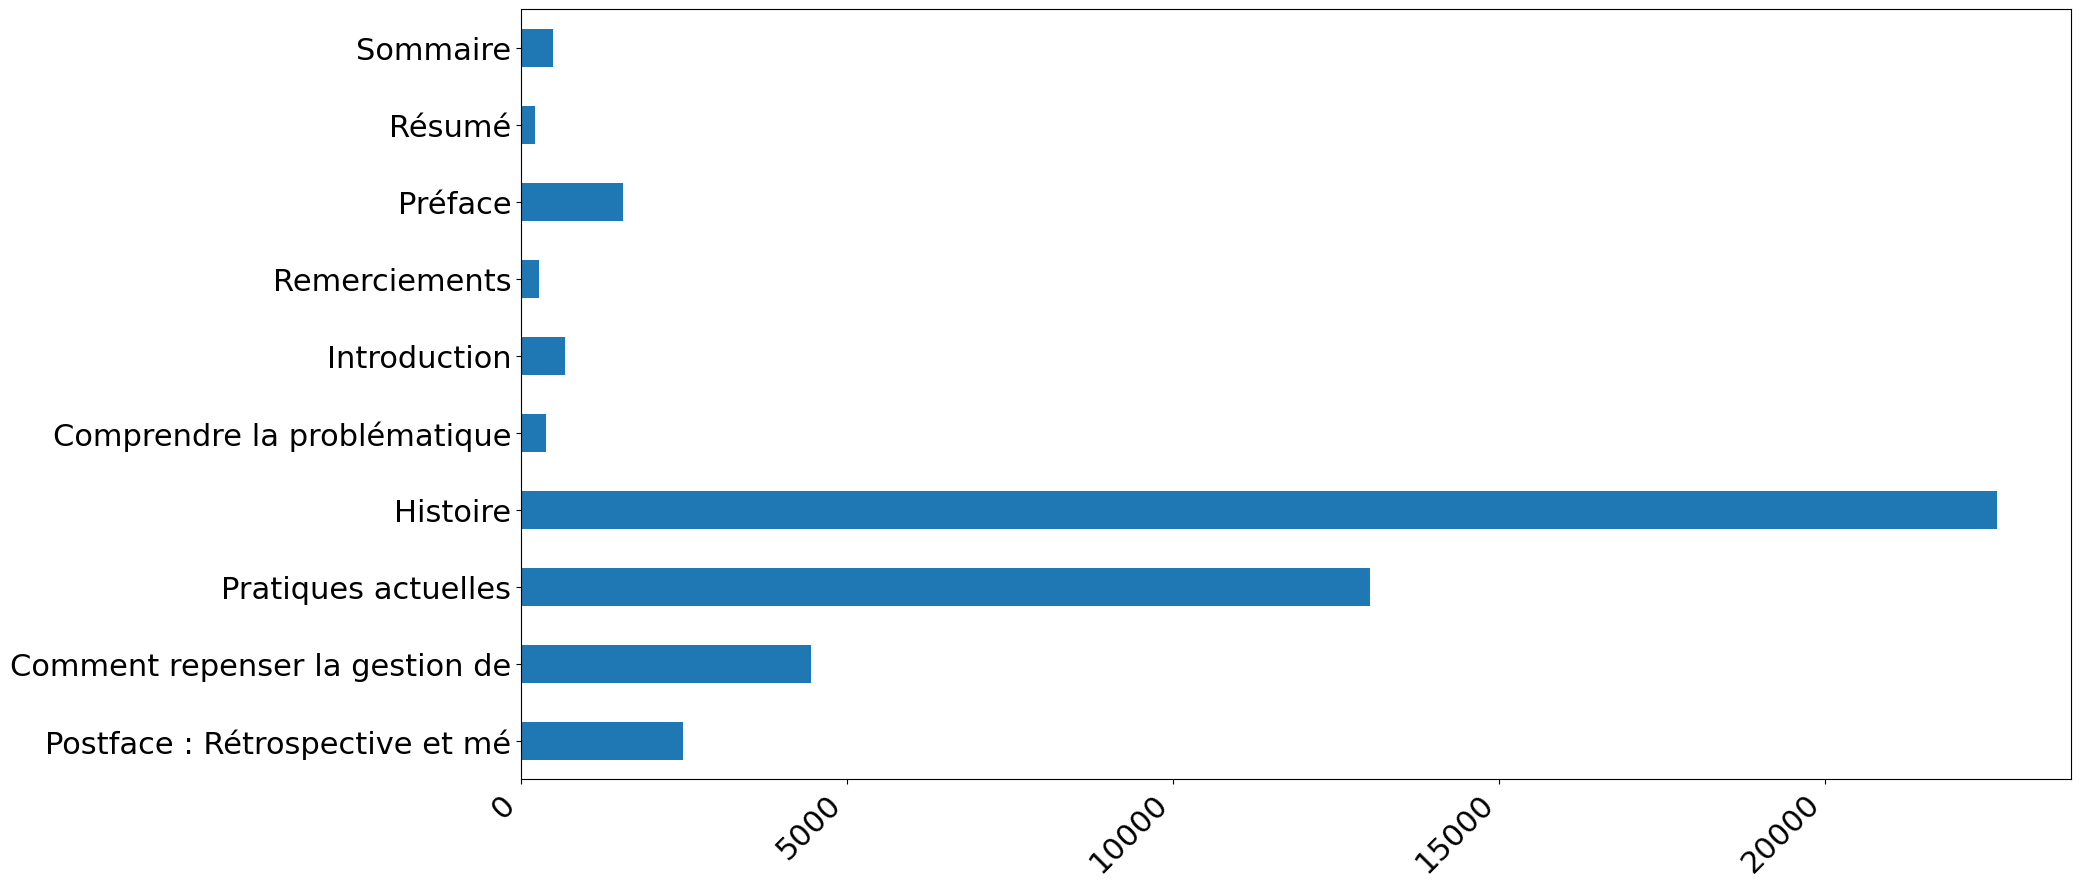 Sommaire
Résumé
Préface
Remerciements
Introduction
Comprendre la problématique
Histoire
Pratiques actuelles
Comment repenser la gestion de
Postface : Rétrospective et mé
0
5000
10000
15000
20000